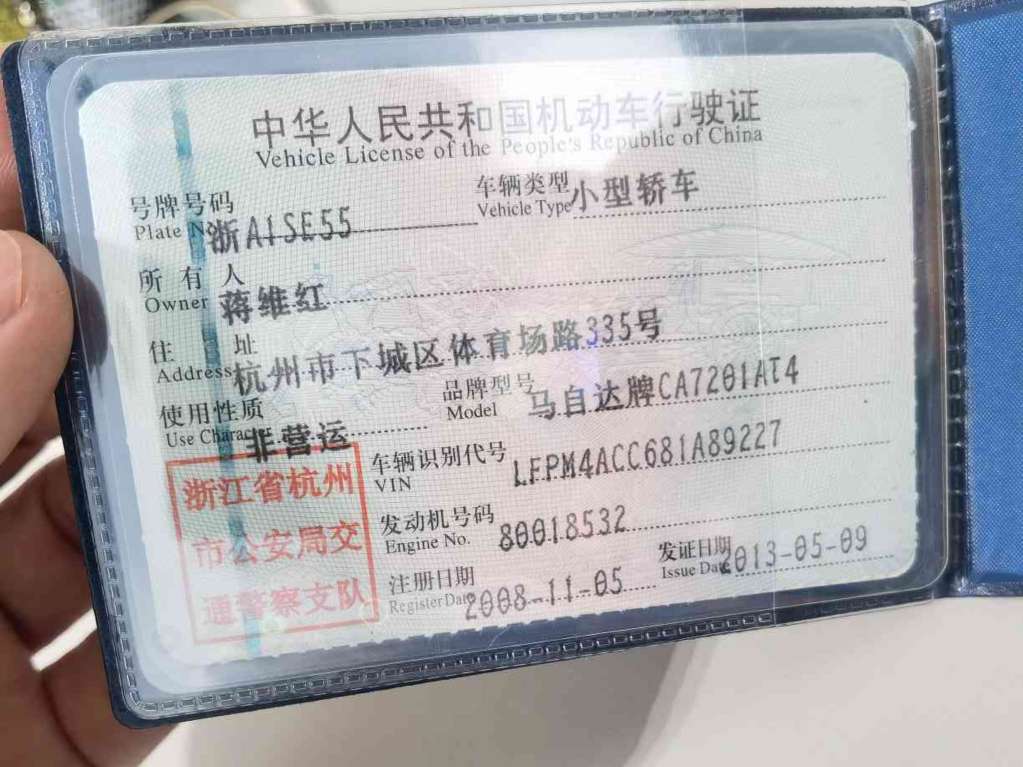 中华人民共和国机动车行驶证
Vehicle License of the People's Republic of China
号牌号码 浙A1SE55
Plate No.
车辆类型 小型轿车
Vehicle Type
所有人 蒋维红
Owner
住址 杭州市下城区体育场路335号
Address
使用性质 非营运
Use Character
品牌型号 马自达牌CA7201AT4
Model
车辆识别代号 LFPM4ACC681A89227
VIN
发动机号码 80018532
Engine No.
注册日期 2008-11-05
Register Date
发证日期 2013-05-09
Issue Date
浙江省杭州
市公安局交
通警察支队